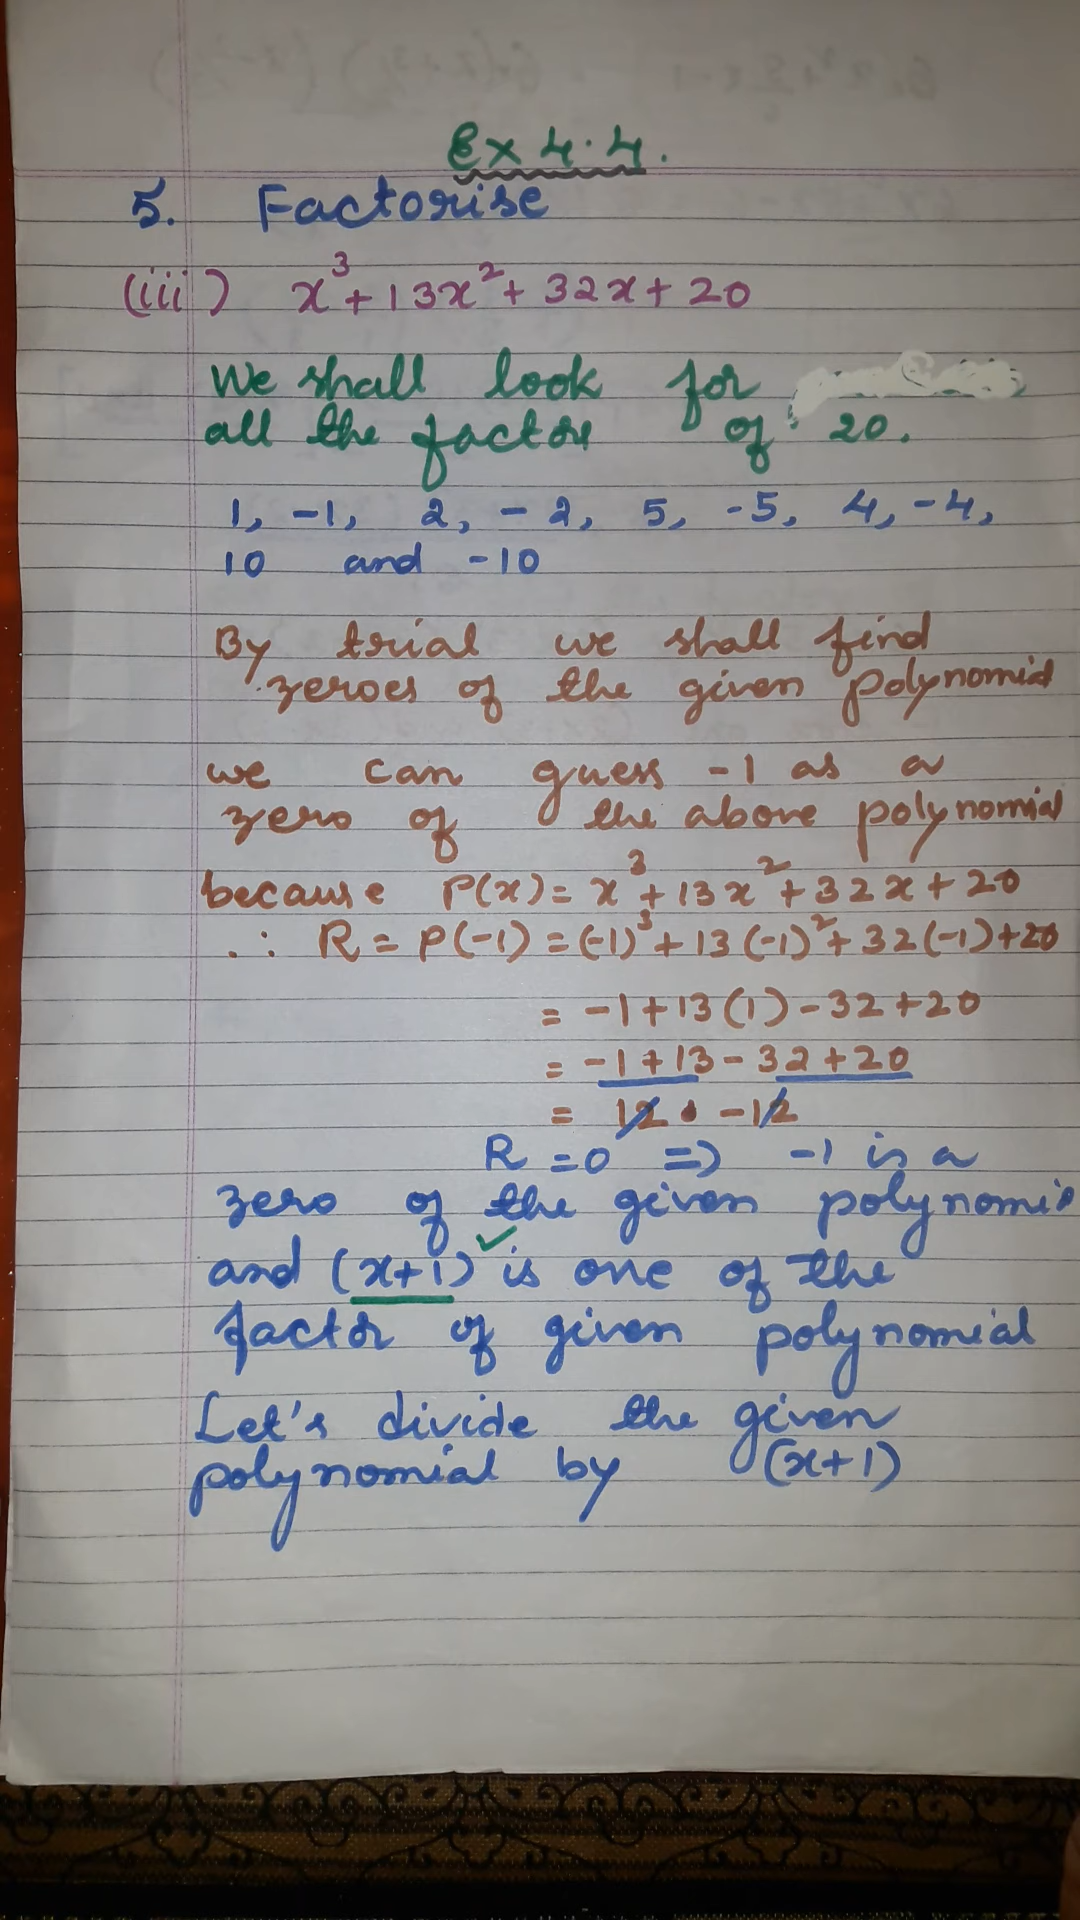 Ex 4.4.
5. Factorise
(iii) x³ + 13x² + 32x + 20
We shall look for
all the factor of 20.
1, -1, 2, -2, 5, -5, 4, -4,
10 and -10
By trial we shall find
zeroes of the given polynomial
we can guess -1 as a
zero of the above polynomial
because P(x) = x³ + 13x² + 32x + 20
∴ R = P(-1) = (-1)³ + 13(-1)² + 32(-1) + 20
= -1 + 13(1) - 32 + 20
= -1 + 13 - 32 + 20
= 12 - 12
R = 0 => -1 is a
zero of the given polynomia
and (x+1) ✓ is one of the
factor of given polynomial
Let's divide the given
polynomial by (x+1)